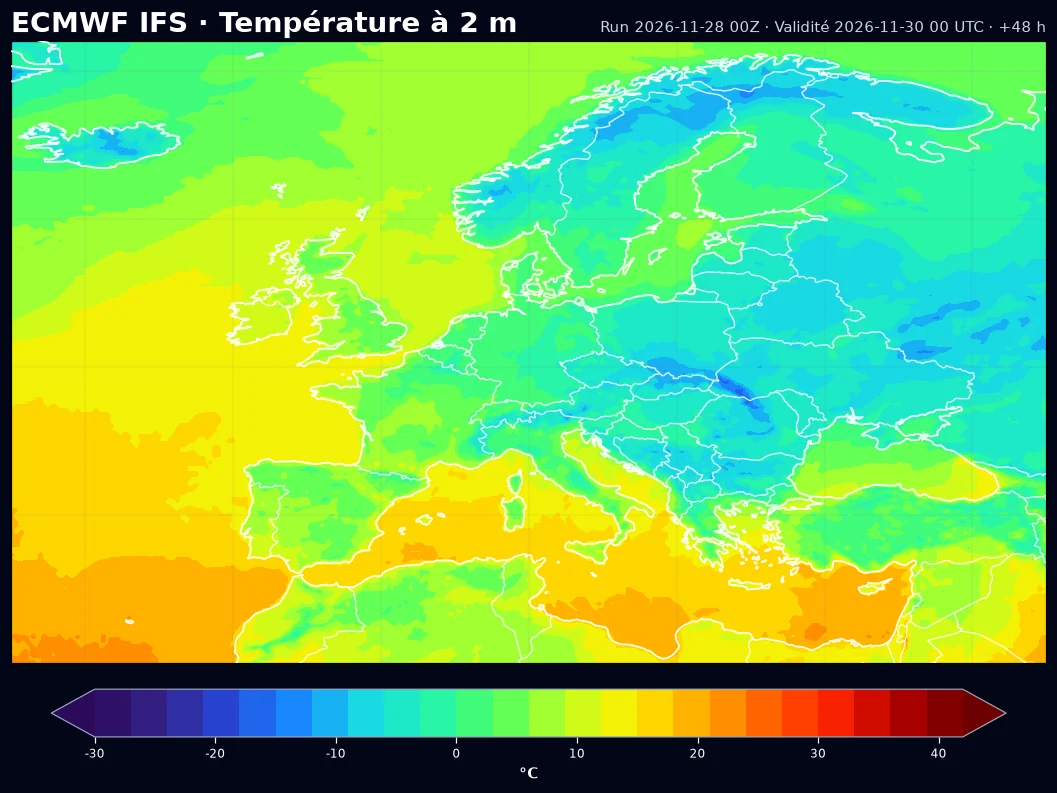 ECMWF IFS · Température à 2 m
Run 2026-11-28 00Z · Validité 2026-11-30 00 UTC · +48 h
-30 -20 -10 0 10 20 30 40
°C